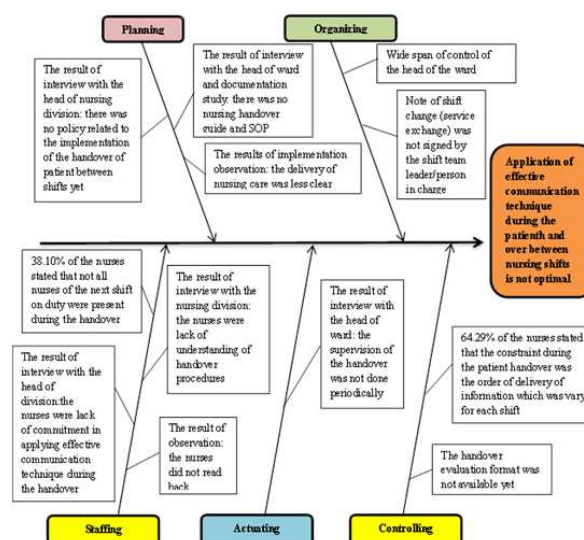 Planning
Organizing
The result of
interview with
the head of
nursing
division: there
was no
policy related to
the
implementation
of the
handover of
patient
between
shifts yet
The result of interview
with the head of ward
and documentation
study. there was no
nursing handover
guide and SOP
The results of implementation
observation: the delivery of
nursing care was less clear
Wide span of control of
the head of the ward
Note of shift
change (service
exchange) was
not signed by
the shift team
leader/person
in charge
Application of
effective
communication
technique
during the
patienth and
over between
nursing shifts
is not optimal
38.10% of the nurses
stated that not all
nurses of the next shift
on duty were present
during the handover
The result of
interview with
the head of
division:the
nurses were lack
of commitment in
applying effective
communication
technique during
the handover
The result of
interview with the
nursing division:
the nurses were
lack of
understanding of
handover
procedures
The result of
observation:
the nurses
did not read
back
The result of
interview with
the head of
ward: the
supervision of
the handover
was not done
periodically
64.29% of the nurses stated
that the constraint during
the patient handover was
the order of delivery of
information which was vary
for each shift
The handover
evaluation format
was not available
yet
Staffing
Actuating
Controlling